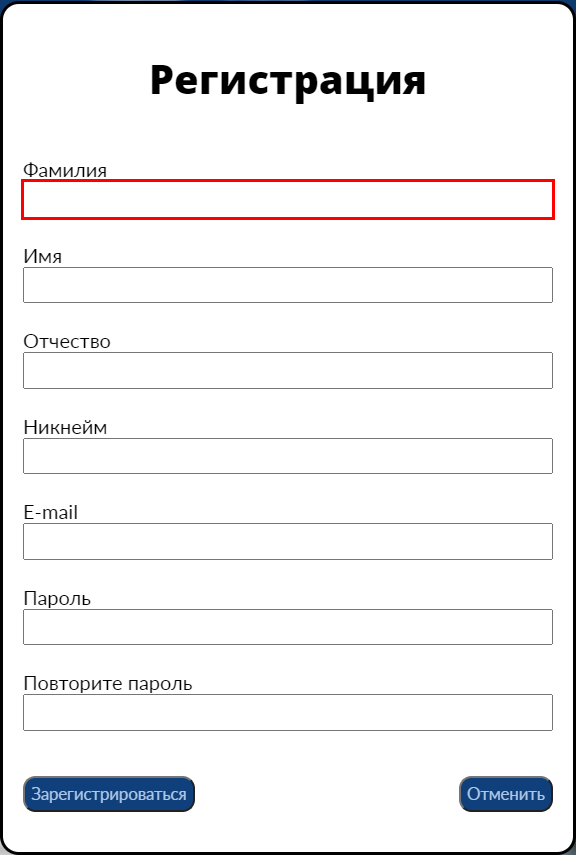 Регистрация
Фамилия
Имя
Отчество
Никнейм
E-mail
Пароль
Повторите пароль
Зарегистрироваться
Отменить